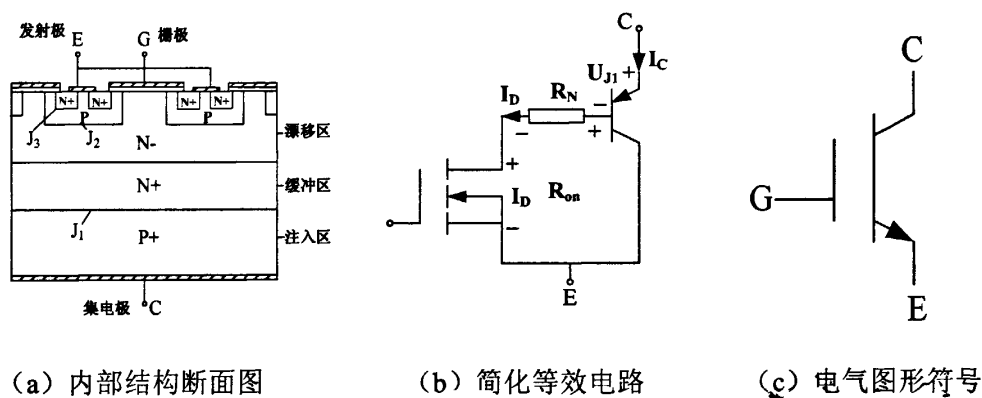 发射极 E
G 栅极
N+ N+ N+ N+
P P
J3 J2
N-
漂移区
N+
缓冲区
J1
P+
注入区
集电极 C
C
IC
UJ1 +
ID RN −
− +
+
ID Ron
−
E
C
G
E
(a) 内部结构断面图
(b) 简化等效电路
(c) 电气图形符号